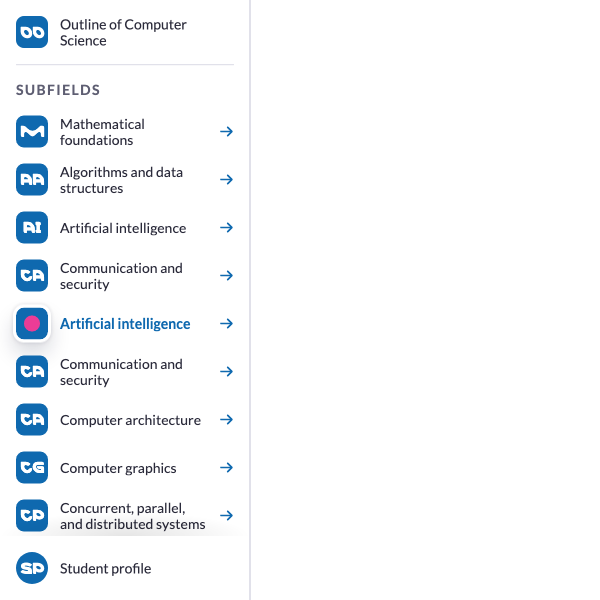 OO
Outline of Computer
Science
SUBFIELDS
M
Mathematical
foundations
AA
Algorithms and data
structures
AI
Artificial intelligence
CA
Communication and
security
Artificial intelligence
CA
Communication and
security
CA
Computer architecture
CG
Computer graphics
CP
Concurrent, parallel,
and distributed systems
SP
Student profile